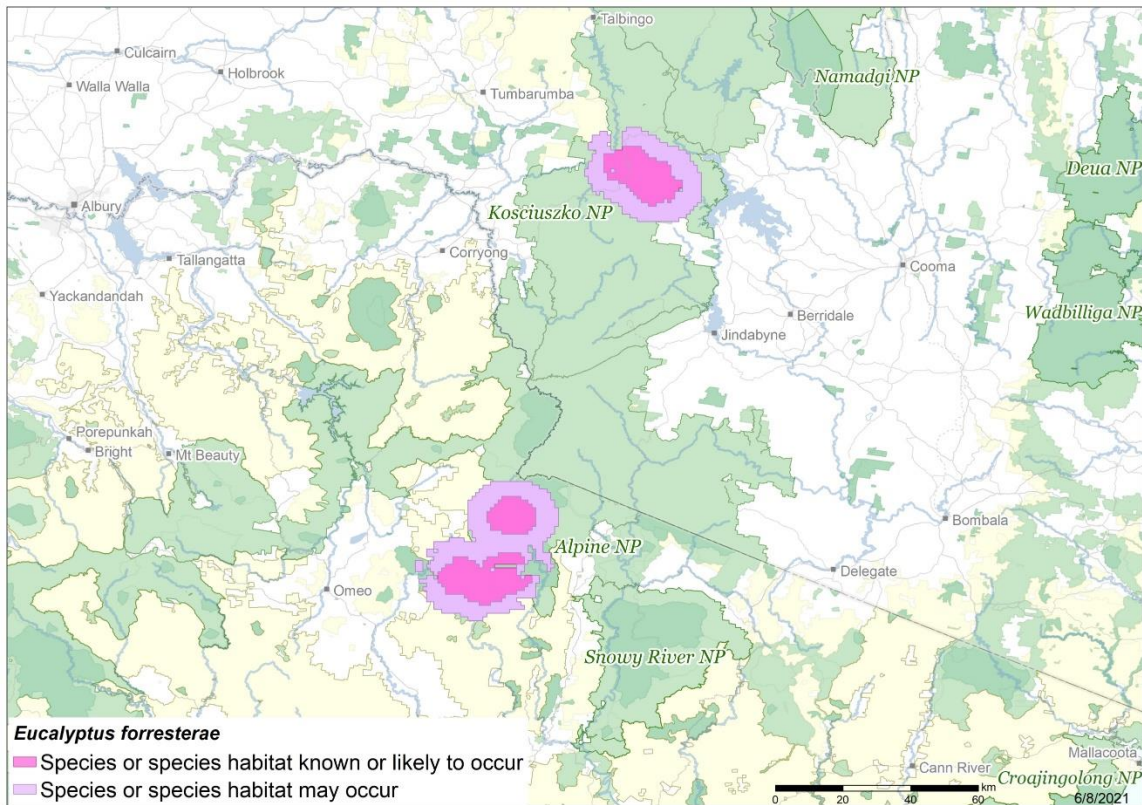 Talbingo
Culcairn
Holbrook
Walla Walla
Tumbarumba
Namadgi NP
Deua NP
Albury
Kosciuszko NP
Corryong
Tallangatta
Cooma
Yackandandah
Wadbilliga NP
Berridale
Jindabyne
Porepunkah
Bright
Mt Beauty
Bombala
Alpine NP
Delegate
Omeo
Snowy River NP
Eucalyptus forresterae
Species or species habitat known or likely to occur
Species or species habitat may occur
Mallacoota
Cann River
Croajingolong NP
km
0 20 40 60
6/8/2021